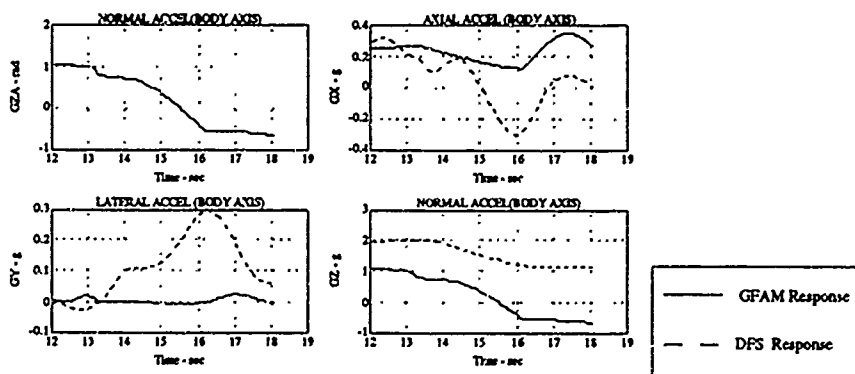 NORMAL ACCEL(BODY AXIS)
GZA - rad
2
1
0
-1
12 13 14 15 16 17 18 19
Time - sec
AXIAL ACCEL (BODY AXIS)
GX - g
0.4
0.2
0
-0.2
-0.4
12 13 14 15 16 17 18 19
Time - sec
LATERAL ACCEL (BODY AXIS)
GY - g
0.3
0.2
0.1
0
-0.1
12 13 14 15 16 17 18 19
Time - sec
NORMAL ACCEL(BODY AXIS)
GZ - g
3
2
1
0
-1
12 13 14 15 16 17 18 19
Time - sec
GFAM Response
DFS Response